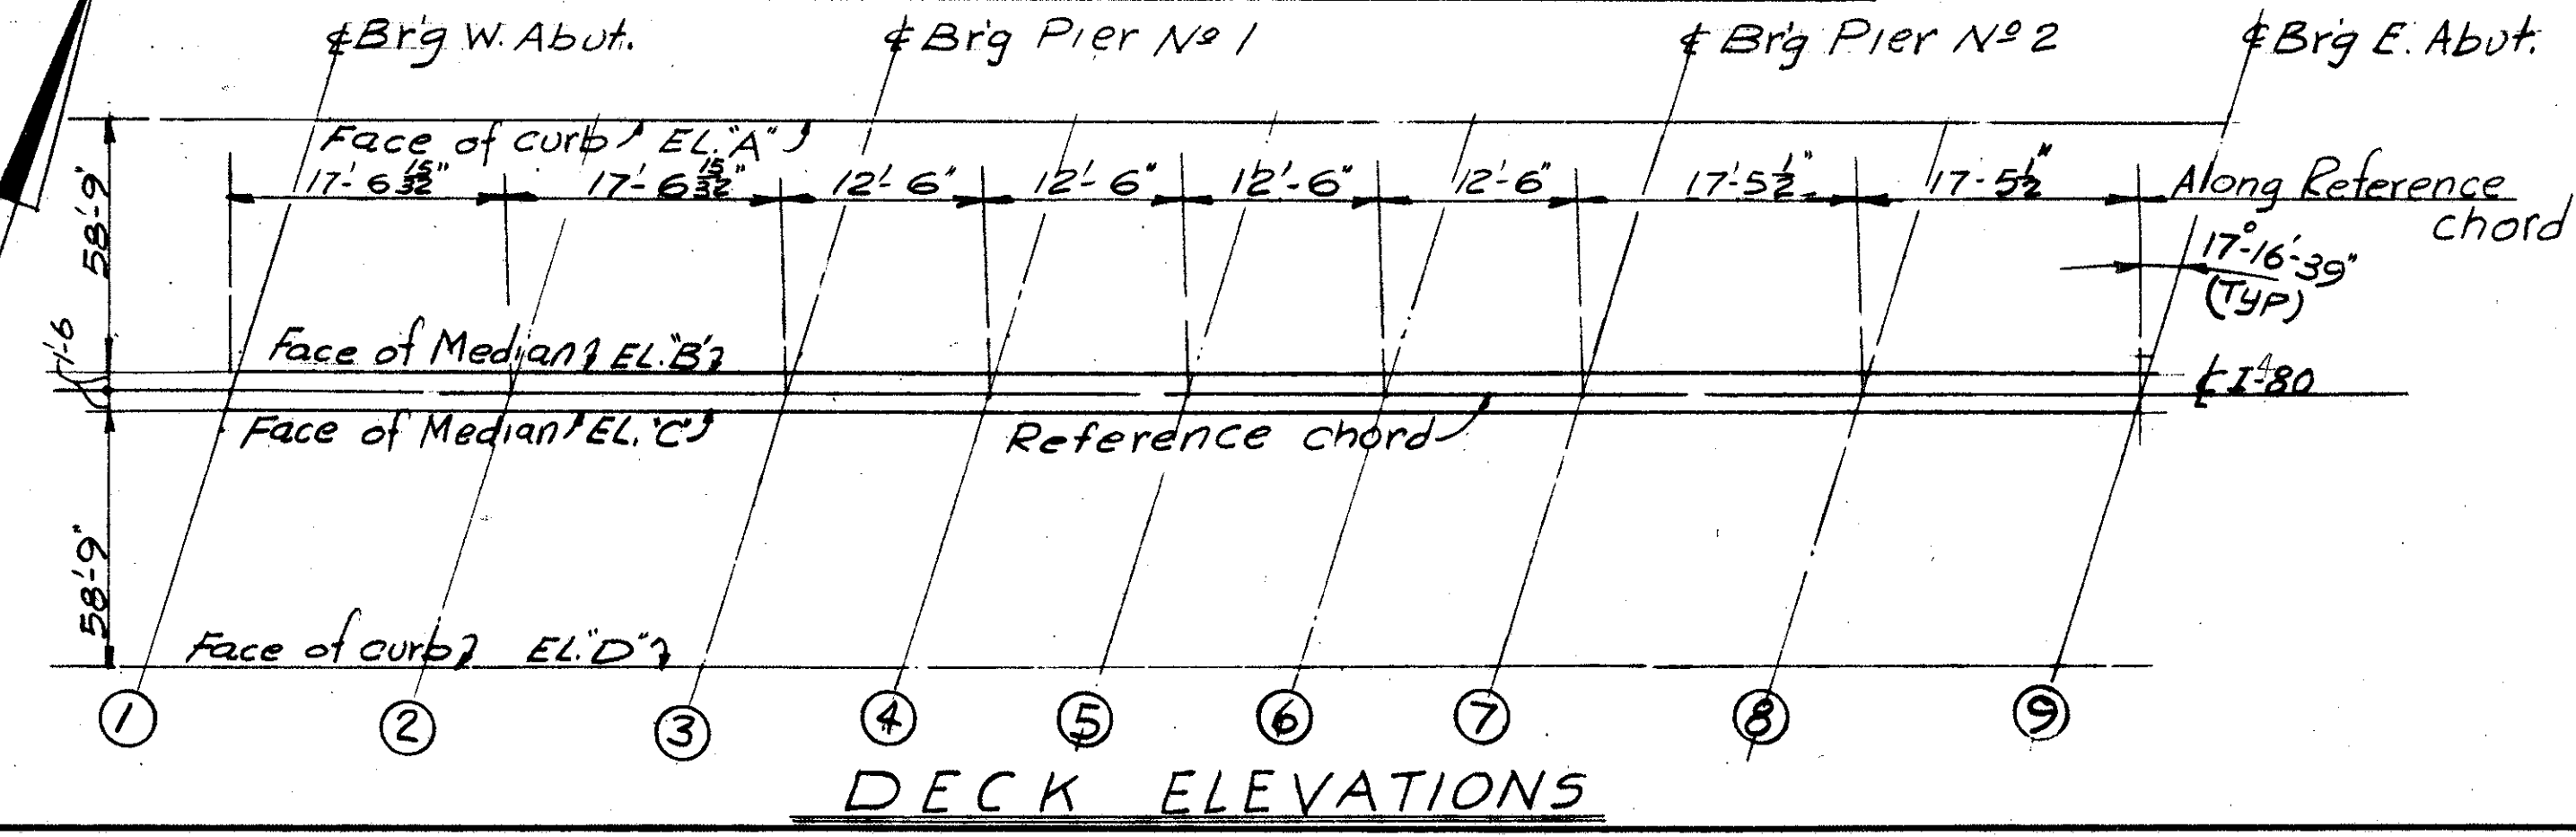 ℄ Br'g W. Abut.
℄ Br'g Pier Nº 1
℄ Br'g Pier Nº 2
℄ Br'g E. Abut.
Face of curb EL."A"
17'-6 15/32"
17'-6 15/32"
12'-6"
12'-6"
12'-6"
12'-6"
17'-5 1/2"
17'-5 1/2"
Along Reference
chord
58'-9"
17°-16'-39"
(TYP)
1'-6
Face of Median EL."B"
℄ I-80
Face of Median EL."C"
Reference chord
58'-9"
Face of curb EL."D"
1
2
3
4
5
6
7
8
9
DECK ELEVATIONS